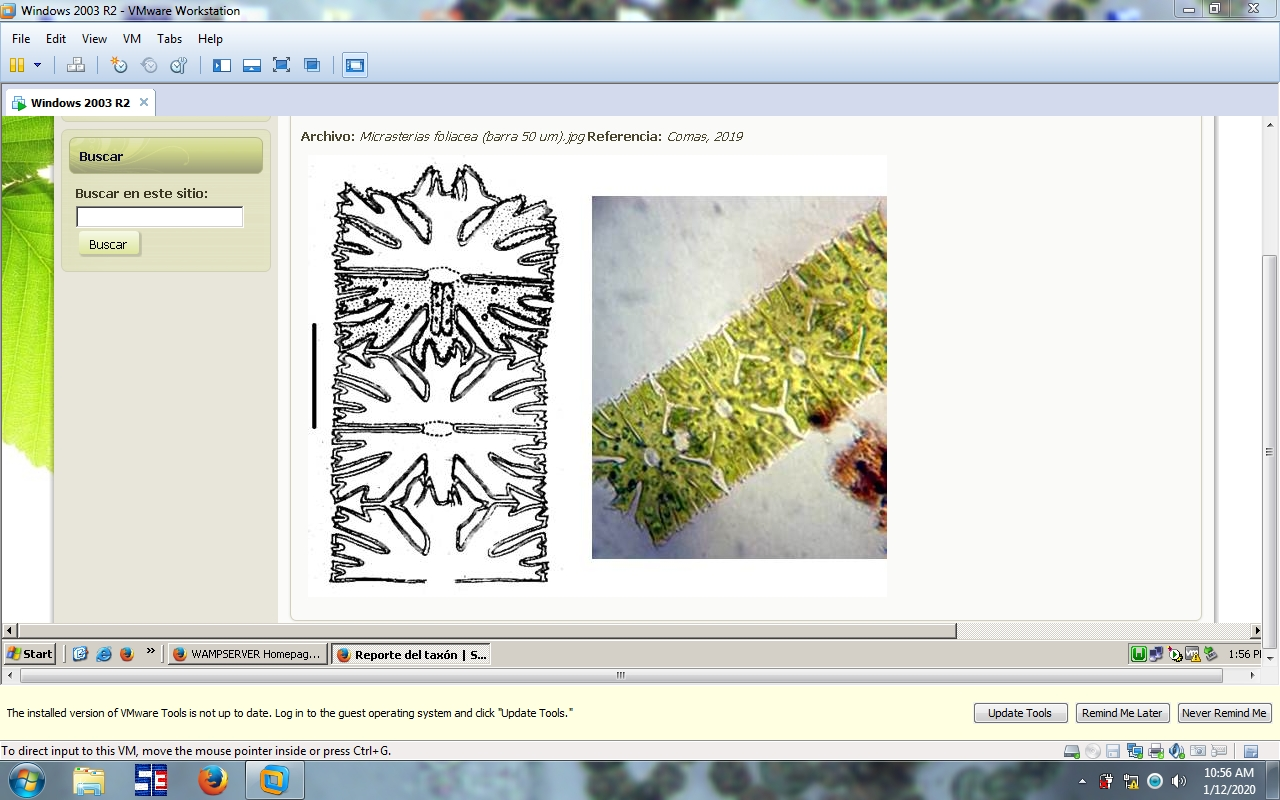 Windows 2003 R2 - VMware Workstation
File Edit View VM Tabs Help
Windows 2003 R2
Buscar
Buscar en este sitio:
Buscar
Archivo: Micrasterias foliacea (barra 50 um).jpg Referencia: Comas, 2019
Start
WAMPSERVER Homepag...
Reporte del taxón | S...
1:56 P
The installed version of VMware Tools is not up to date. Log in to the guest operating system and click "Update Tools."
Update Tools
Remind Me Later
Never Remind Me
To direct input to this VM, move the mouse pointer inside or press Ctrl+G.
10:56 AM
1/12/2020